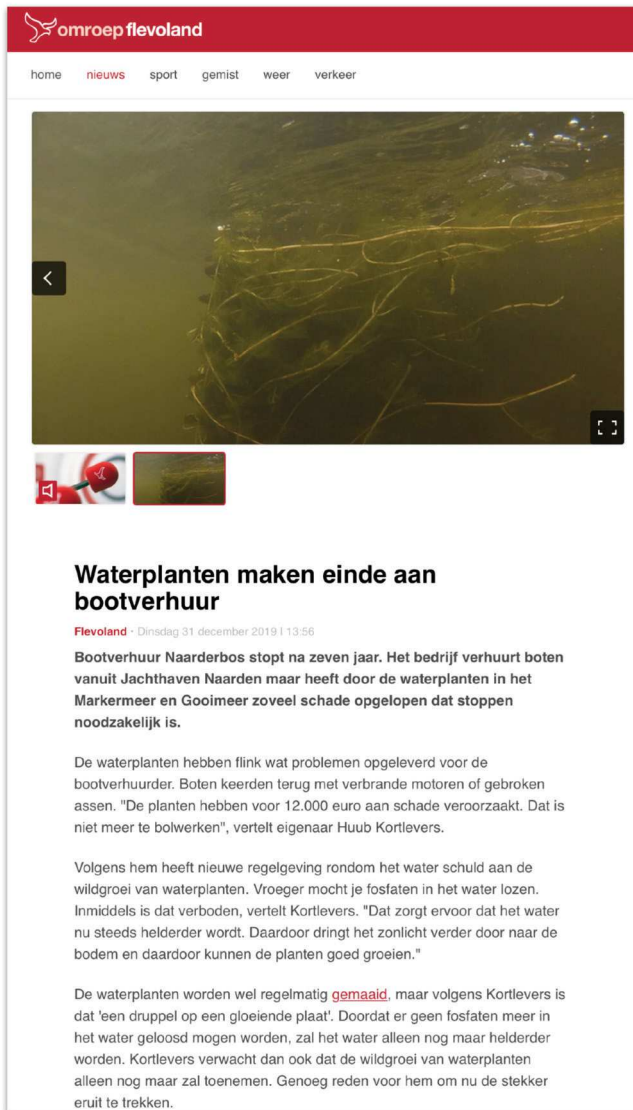 omroep flevoland
home nieuws sport gemist weer verkeer
Waterplanten maken einde aan
bootverhuur
Flevoland · Dinsdag 31 december 2019 | 13:56
Bootverhuur Naarderbos stopt na zeven jaar. Het bedrijf verhuurt boten
vanuit Jachthaven Naarden maar heeft door de waterplanten in het
Markermeer en Gooimeer zoveel schade opgelopen dat stoppen
noodzakelijk is.
De waterplanten hebben flink wat problemen opgeleverd voor de
bootverhuurder. Boten keerden terug met verbrande motoren of gebroken
assen. "De planten hebben voor 12.000 euro aan schade veroorzaakt. Dat is
niet meer te bolwerken", vertelt eigenaar Huub Kortlevers.
Volgens hem heeft nieuwe regelgeving rondom het water schuld aan de
wildgroei van waterplanten. Vroeger mocht je fosfaten in het water lozen.
Inmiddels is dat verboden, vertelt Kortlevers. "Dat zorgt ervoor dat het water
nu steeds helderder wordt. Daardoor dringt het zonlicht verder door naar de
bodem en daardoor kunnen de planten goed groeien."
De waterplanten worden wel regelmatig gemaaid, maar volgens Kortlevers is
dat 'een druppel op een gloeiende plaat'. Doordat er geen fosfaten meer in
het water geloosd mogen worden, zal het water alleen nog maar helderder
worden. Kortlevers verwacht dan ook dat de wildgroei van waterplanten
alleen nog maar zal toenemen. Genoeg reden voor hem om nu de stekker
eruit te trekken.